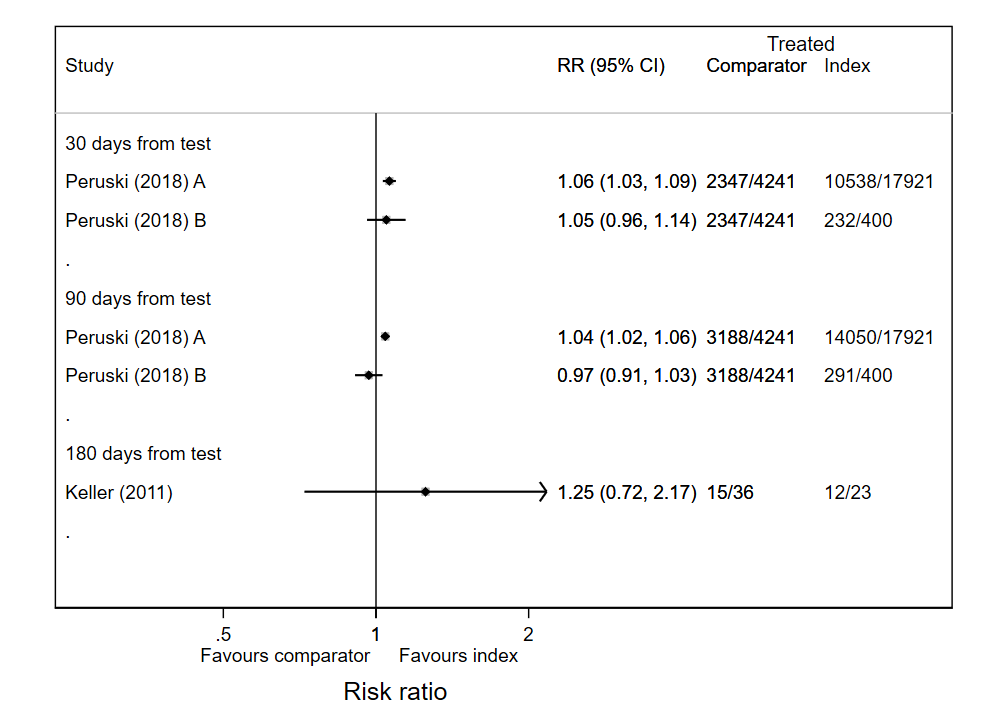 Treated
Study RR (95% CI) Comparator Index
30 days from test
Peruski (2018) A 1.06 (1.03, 1.09) 2347/4241 10538/17921
Peruski (2018) B 1.05 (0.96, 1.14) 2347/4241 232/400
.
90 days from test
Peruski (2018) A 1.04 (1.02, 1.06) 3188/4241 14050/17921
Peruski (2018) B 0.97 (0.91, 1.03) 3188/4241 291/400
.
180 days from test
Keller (2011) 1.25 (0.72, 2.17) 15/36 12/23
.
.5 1 2
Favours comparator Favours index
Risk ratio